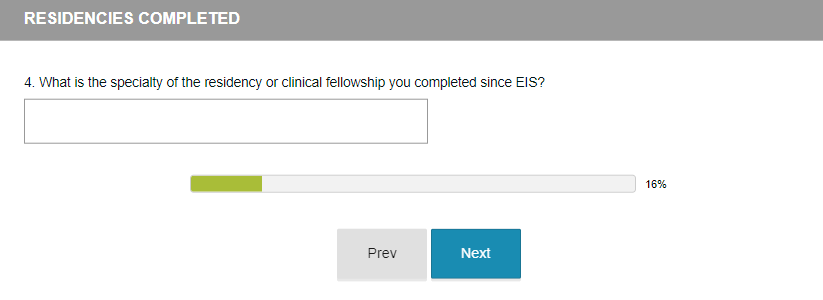 RESIDENCIES COMPLETED
4. What is the specialty of the residency or clinical fellowship you completed since EIS?
16%
Prev
Next